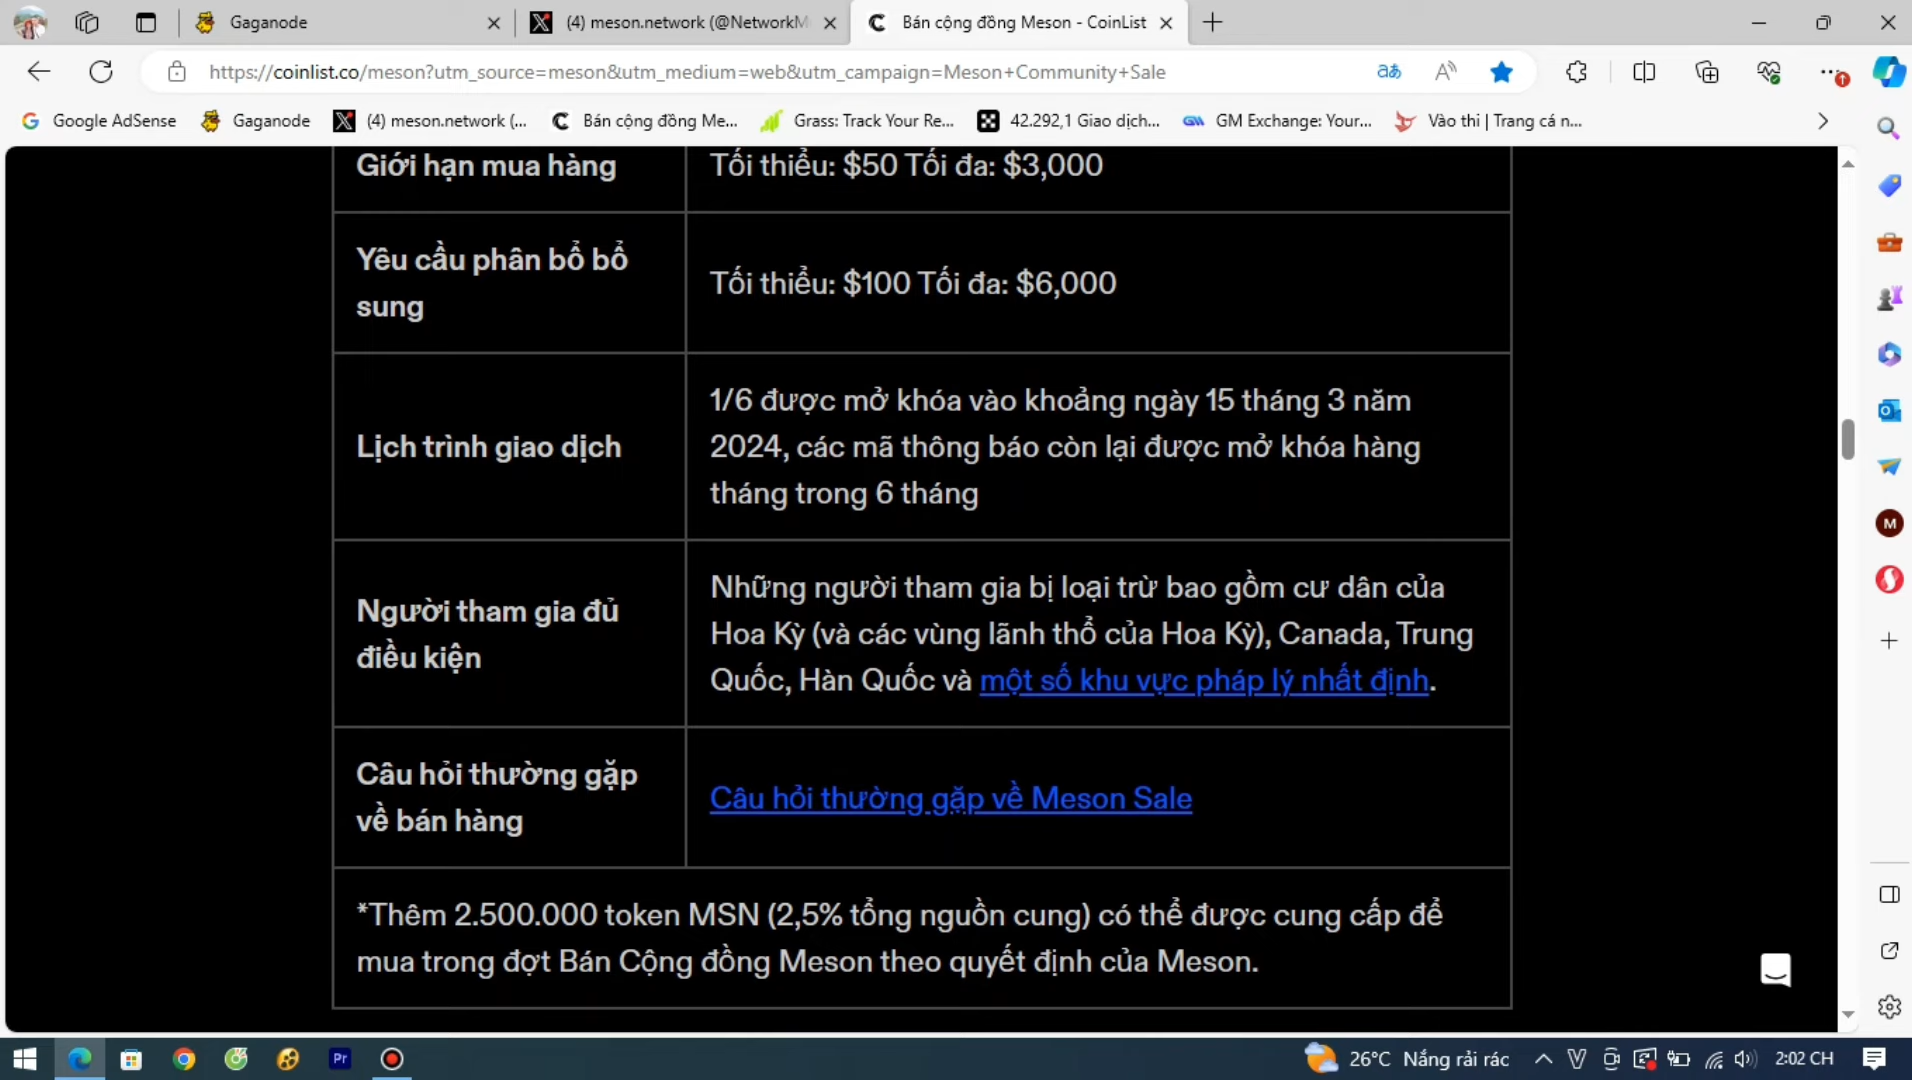 Gaganode
(4) meson.network (@NetworkM
Bán cộng đồng Meson - CoinList
https://coinlist.co/meson?utm_source=meson&utm_medium=web&utm_campaign=Meson+Community+Sale
Google AdSense
Gaganode
(4) meson.network (...
Bán cộng đồng Me...
Grass: Track Your Re...
42.292,1 Giao dịch...
GM Exchange: Your...
Vào thi | Trang cá n...
Giới hạn mua hàng
Tối thiểu: $50 Tối đa: $3,000
Yêu cầu phân bổ bổ
sung
Tối thiểu: $100 Tối đa: $6,000
Lịch trình giao dịch
1/6 được mở khóa vào khoảng ngày 15 tháng 3 năm
2024, các mã thông báo còn lại được mở khóa hàng
tháng trong 6 tháng
Người tham gia đủ
điều kiện
Những người tham gia bị loại trừ bao gồm cư dân của
Hoa Kỳ (và các vùng lãnh thổ của Hoa Kỳ), Canada, Trung
Quốc, Hàn Quốc và một số khu vực pháp lý nhất định.
Câu hỏi thường gặp
về bán hàng
Câu hỏi thường gặp về Meson Sale
*Thêm 2.500.000 token MSN (2,5% tổng nguồn cung) có thể được cung cấp để
mua trong đợt Bán Cộng đồng Meson theo quyết định của Meson.
26°C Nắng rải rác
2:02 CH